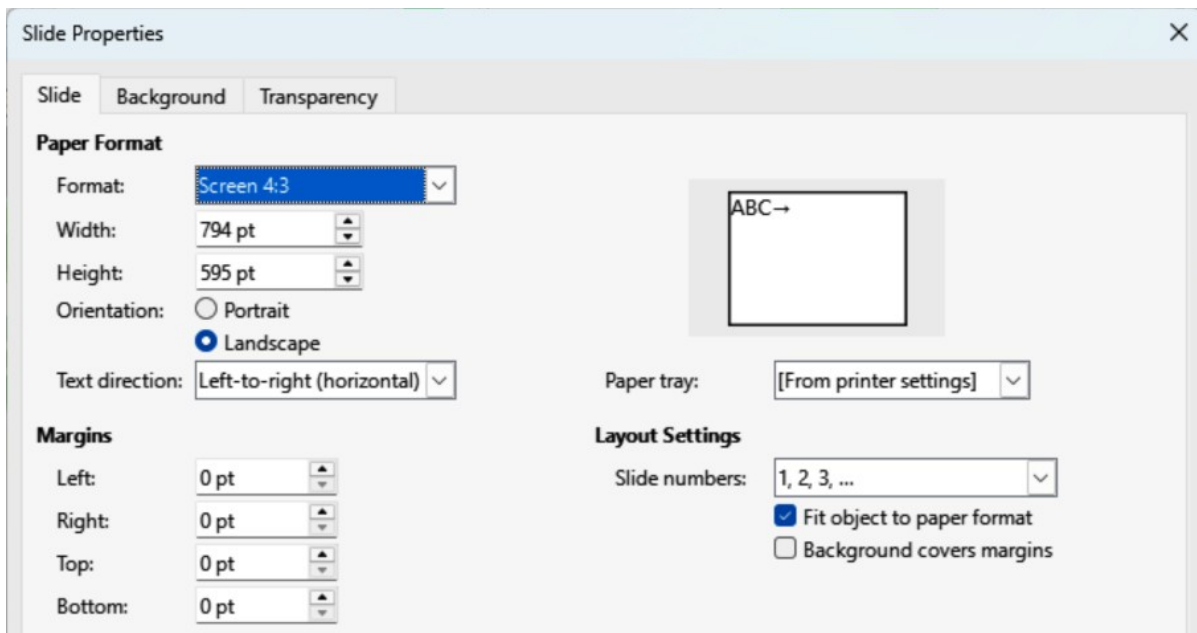 Slide Properties
Slide Background Transparency
Paper Format
Format: Screen 4:3
Width: 794 pt
Height: 595 pt
Orientation: Portrait
Landscape
ABC→
Text direction: Left-to-right (horizontal)
Paper tray: [From printer settings]
Margins
Left: 0 pt
Right: 0 pt
Top: 0 pt
Bottom: 0 pt
Layout Settings
Slide numbers: 1, 2, 3, ...
Fit object to paper format
Background covers margins